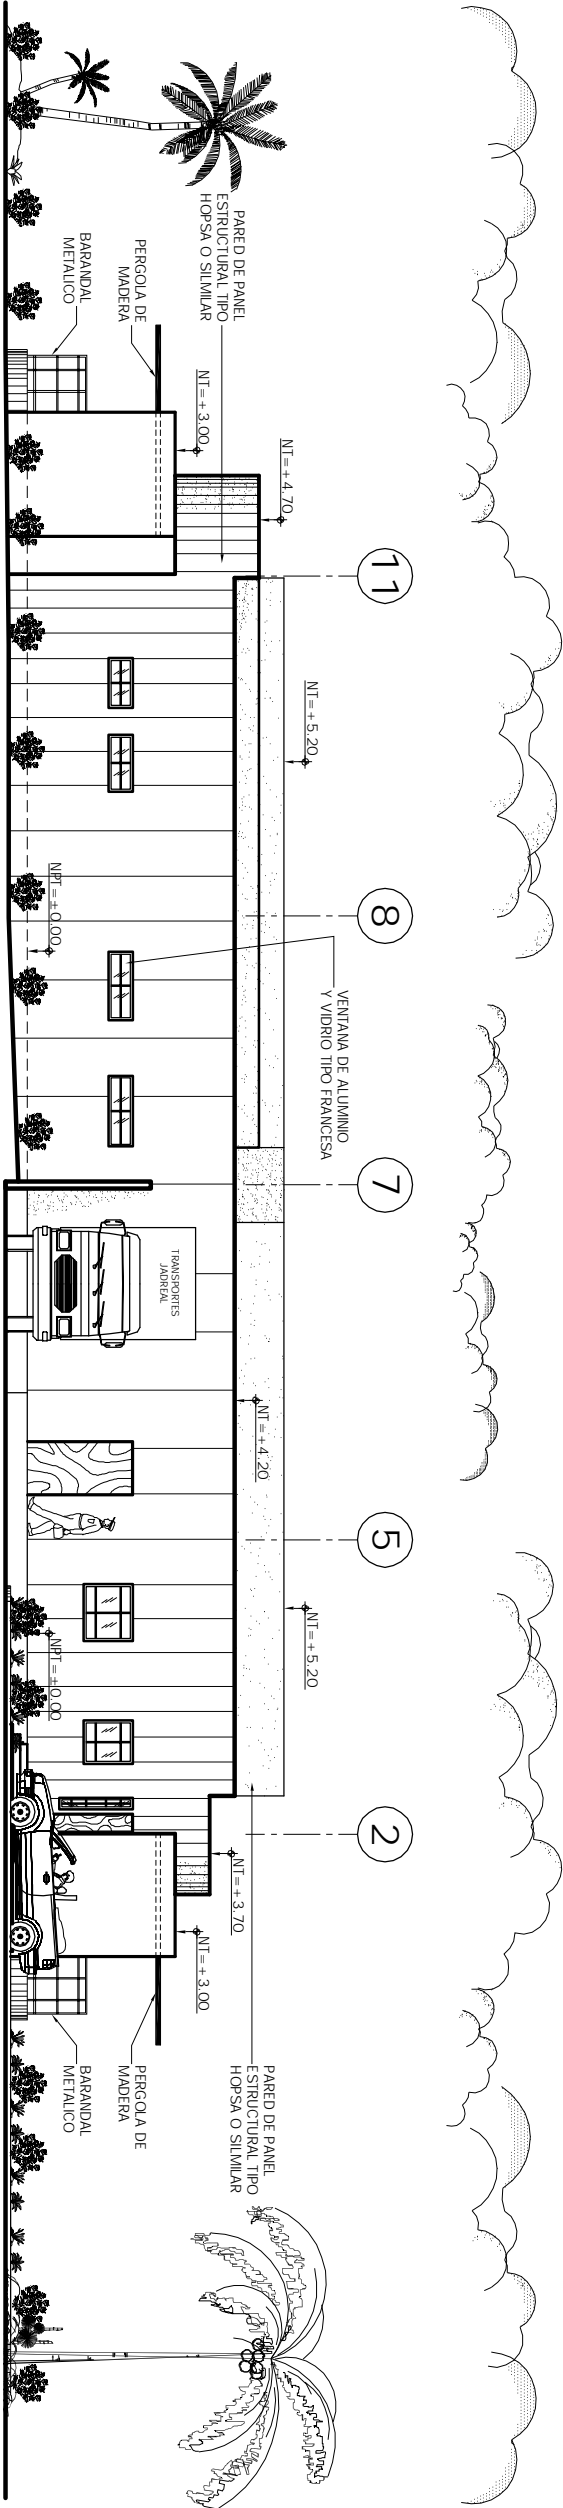 11
8
7
5
2
NT=+4.70
NT=+5.20
NT=+5.20
PARED DE PANEL
ESTRUCTURAL TIPO
HOPSA O SILMILAR
NT=+3.00
VENTANA DE ALUMINIO
Y VIDRIO TIPO FRANCESA
NT=+4.20
NT=+3.70
NT=+3.00
PARED DE PANEL
ESTRUCTURAL TIPO
HOPSA O SILMILAR
PERGOLA DE
MADERA
BARANDAL
METALICO
NPT=±0.00
TRANSPORTES
JADREAL
NPT=±0.00
PERGOLA DE
MADERA
BARANDAL
METALICO